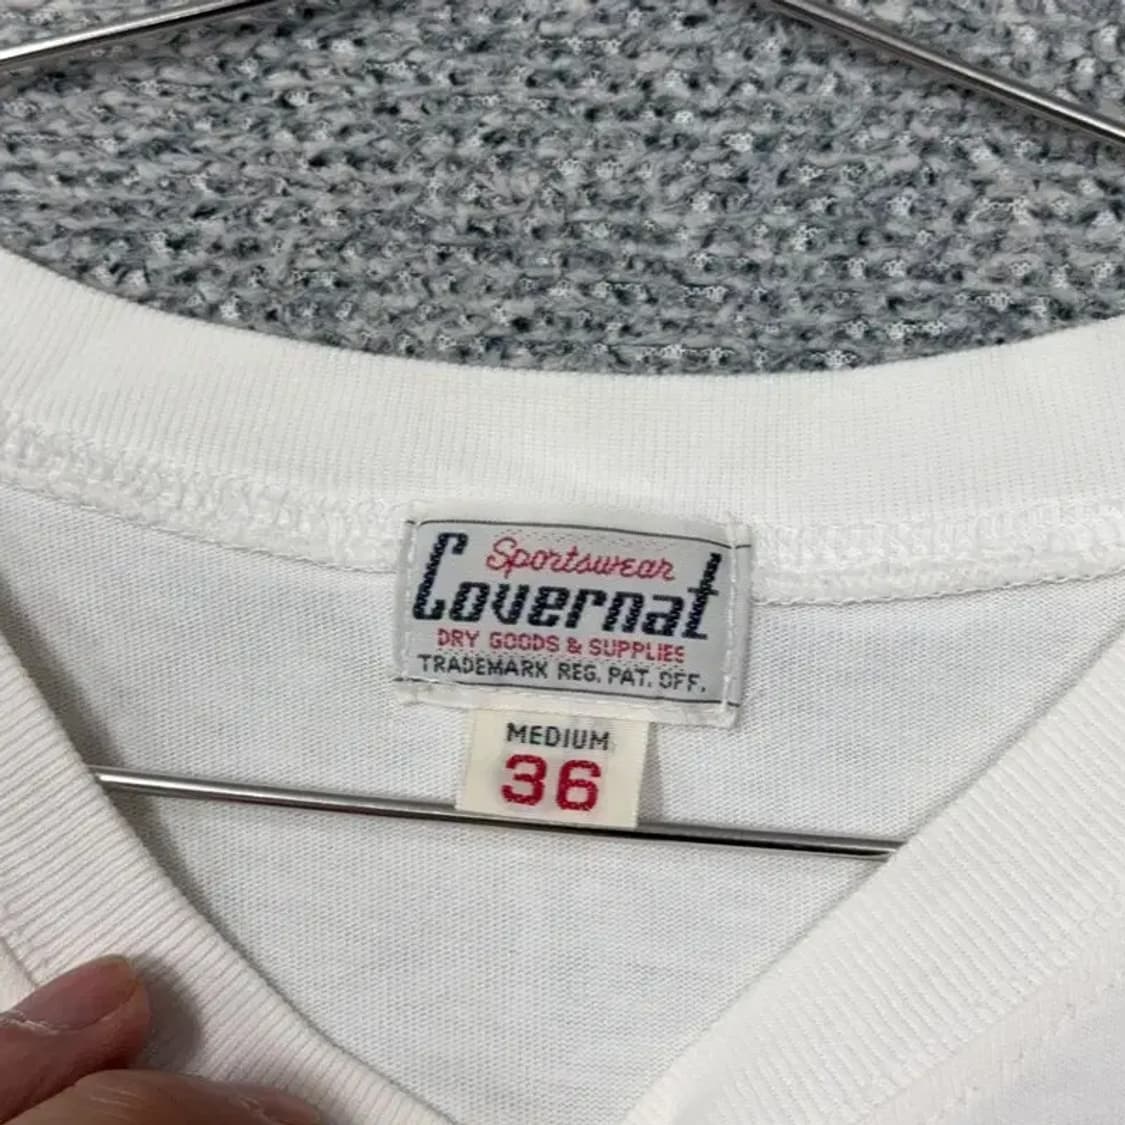 Sportswear
Covernat
DRY GOODS & SUPPLIES
TRADEMARK REG. PAT. OFF.
MEDIUM
36